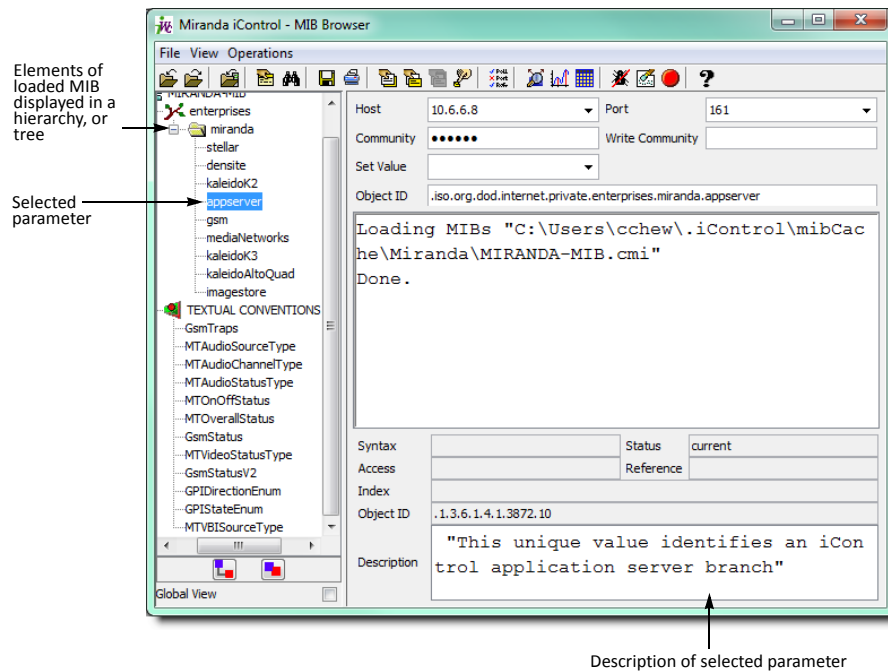 Miranda iControl - MIB Browser
File View Operations
Elements of
loaded MIB
displayed in a
hierarchy, or
tree
Selected
parameter
MIRANDA-MIB
enterprises
miranda
stellar
densite
kaleidoK2
appserver
gsm
mediaNetworks
kaleidoK3
kaleidoAltoQuad
imagestore
TEXTUAL CONVENTIONS
GsmTraps
MTAudioSourceType
MTAudioChannelType
MTAudioStatusType
MTOnOffStatus
MTOverallStatus
GsmStatus
MTVideoStatusType
GsmStatusV2
GPIDirectionEnum
GPIStateEnum
MTVBISourceType
Global View
Host 10.6.6.8 Port 161
Community •••••• Write Community
Set Value
Object ID .iso.org.dod.internet.private.enterprises.miranda.appserver
Loading MIBs "C:\Users\cchew\.iControl\mibCac
he\Miranda\MIRANDA-MIB.cmi"
Done.
Syntax Status current
Access Reference
Index
Object ID .1.3.6.1.4.1.3872.10
Description "This unique value identifies an iCon
trol application server branch"
Description of selected parameter